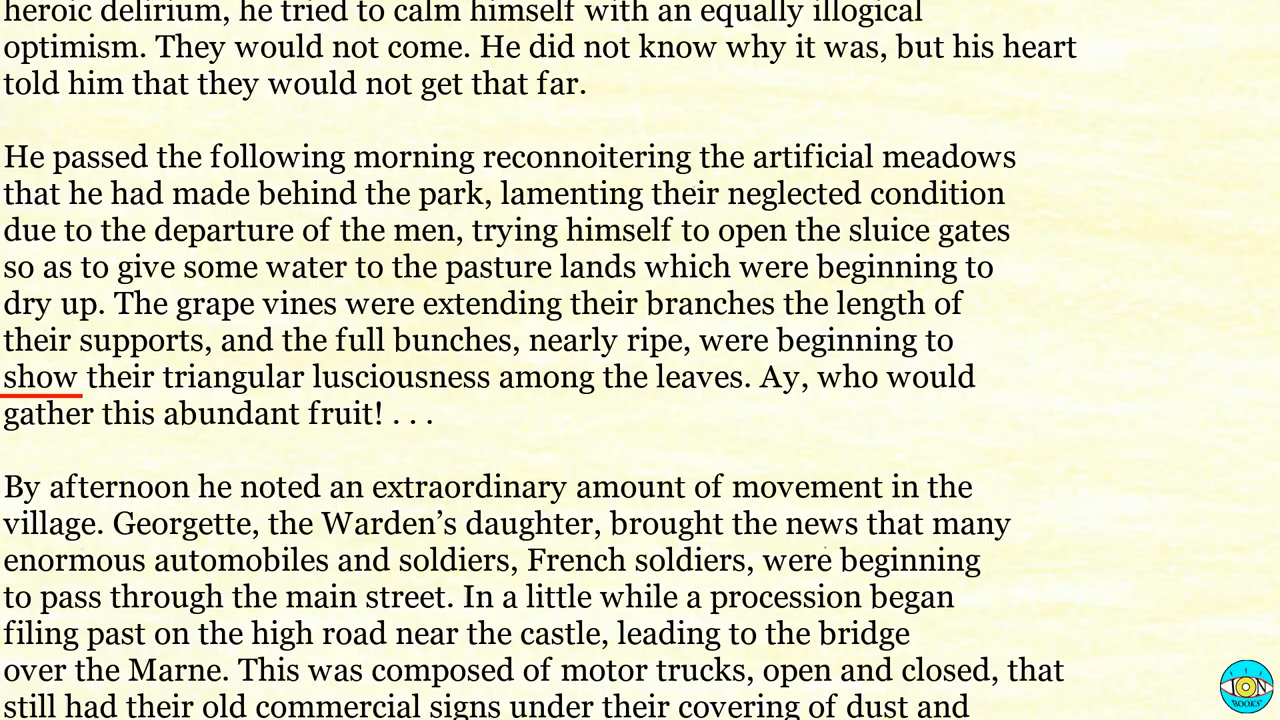 heroic delirium, he tried to calm himself with an equally illogical
optimism. They would not come. He did not know why it was, but his heart
told him that they would not get that far.
He passed the following morning reconnoitering the artificial meadows
that he had made behind the park, lamenting their neglected condition
due to the departure of the men, trying himself to open the sluice gates
so as to give some water to the pasture lands which were beginning to
dry up. The grape vines were extending their branches the length of
their supports, and the full bunches, nearly ripe, were beginning to
show their triangular lusciousness among the leaves. Ay, who would
gather this abundant fruit! . . .
By afternoon he noted an extraordinary amount of movement in the
village. Georgette, the Warden’s daughter, brought the news that many
enormous automobiles and soldiers, French soldiers, were beginning
to pass through the main street. In a little while a procession began
filing past on the high road near the castle, leading to the bridge
over the Marne. This was composed of motor trucks, open and closed, that
still had their old commercial signs under their covering of dust and
BOOKS